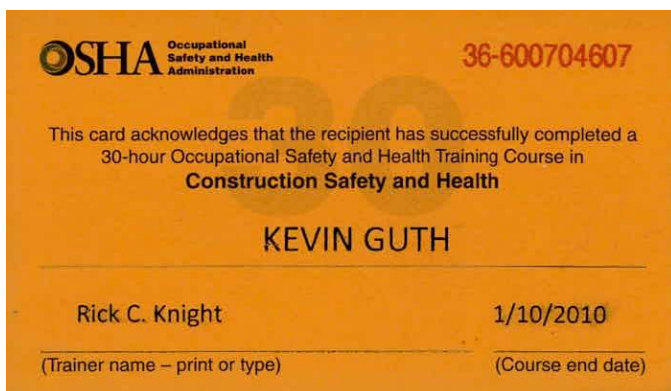 OSHA Occupational
Safety and Health
Administration
36-600704607
30
This card acknowledges that the recipient has successfully completed a
30-hour Occupational Safety and Health Training Course in
Construction Safety and Health
KEVIN GUTH
Rick C. Knight 1/10/2010
(Trainer name – print or type) (Course end date)